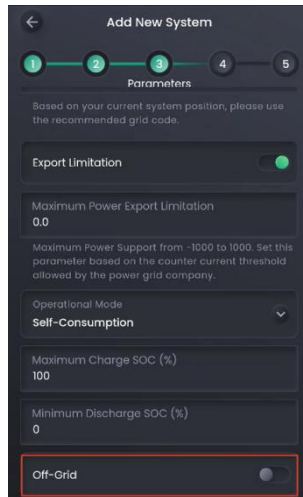 Add New System
1 2 3 4 5
Parameters
Based on your current system position, please use
the recommended grid code.
Export Limitation
Maximum Power Export Limitation
0.0
Maximum Power Support from -1000 to 1000. Set this
parameter based on the counter current threshold
allowed by the power grid company.
Operational Mode
Self-Consumption
Maximum Charge SOC (%)
100
Minimum Discharge SOC (%)
0
Off-Grid